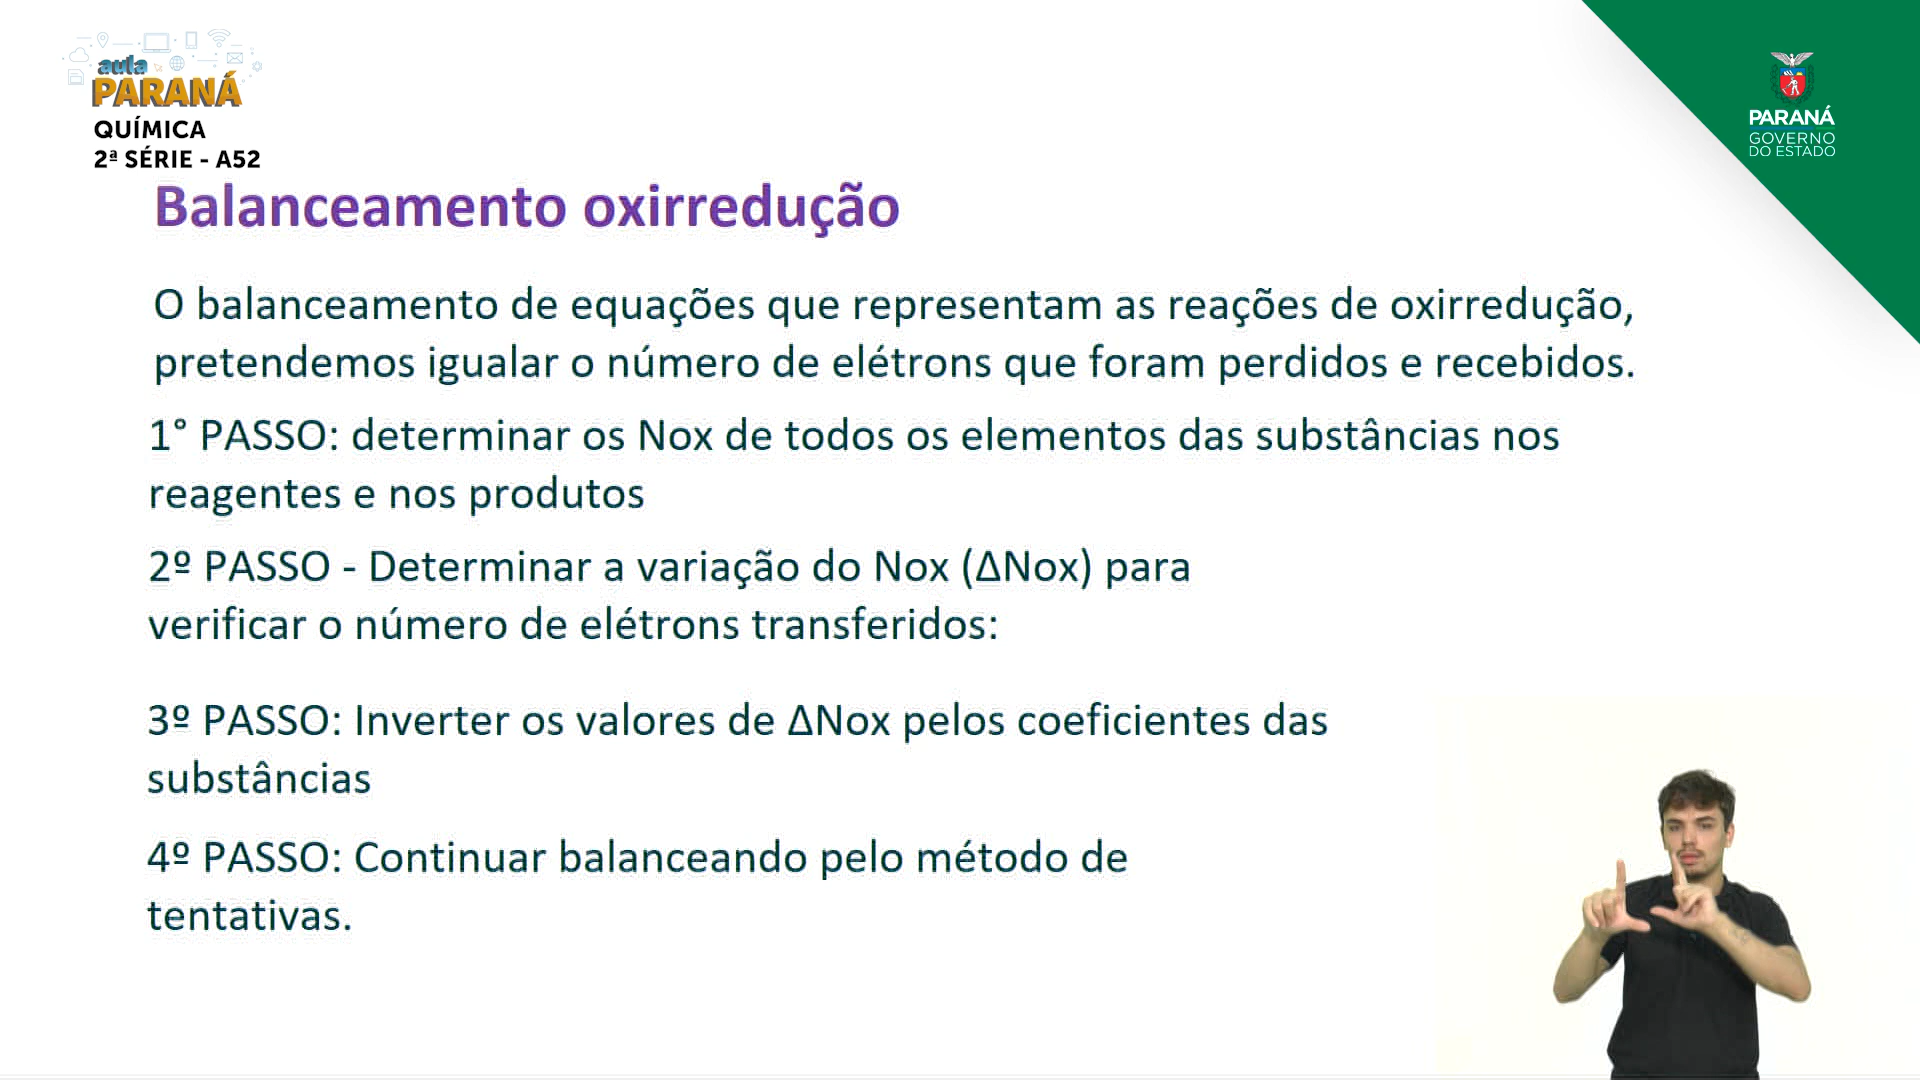 aula
PARANÁ
QUÍMICA
2ª SÉRIE - A52
PARANÁ
GOVERNO
DO ESTADO
Balanceamento oxirredução
O balanceamento de equações que representam as reações de oxirredução,
pretendemos igualar o número de elétrons que foram perdidos e recebidos.
1° PASSO: determinar os Nox de todos os elementos das substâncias nos
reagentes e nos produtos
2º PASSO - Determinar a variação do Nox (ΔNox) para
verificar o número de elétrons transferidos:
3º PASSO: Inverter os valores de ΔNox pelos coeficientes das
substâncias
4º PASSO: Continuar balanceando pelo método de
tentativas.